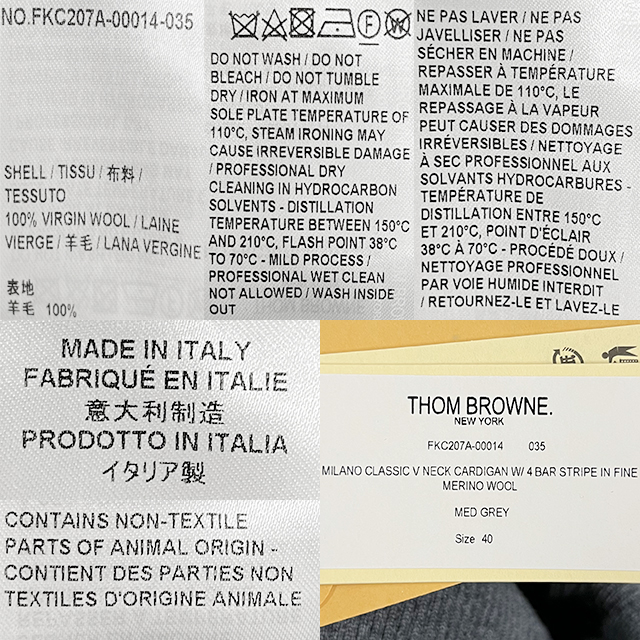 NO.FKC207A-00014-035
SHELL / TISSU / 布料 /
TESSUTO
100% VIRGIN WOOL / LAINE
VIERGE / 羊毛 / LANA VERGINE
表地
羊毛 100%
DO NOT WASH / DO NOT
BLEACH / DO NOT TUMBLE
DRY / IRON AT MAXIMUM
SOLE PLATE TEMPERATURE OF
110°C, STEAM IRONING MAY
CAUSE IRREVERSIBLE DAMAGE
/ PROFESSIONAL DRY
CLEANING IN HYDROCARBON
SOLVENTS - DISTILLATION
TEMPERATURE BETWEEN 150°C
AND 210°C, FLASH POINT 38°C
TO 70°C - MILD PROCESS /
PROFESSIONAL WET CLEAN
NOT ALLOWED / WASH INSIDE
OUT
NE PAS LAVER / NE PAS
JAVELLISER / NE PAS
SÉCHER EN MACHINE /
REPASSER À TEMPÉRATURE
MAXIMALE DE 110°C, LE
REPASSAGE À LA VAPEUR
PEUT CAUSER DES DOMMAGES
IRRÉVERSIBLES / NETTOYAGE
À SEC PROFESSIONNEL AUX
SOLVANTS HYDROCARBURES -
TEMPÉRATURE DE
DISTILLATION ENTRE 150°C
ET 210°C, POINT D'ÉCLAIR
38°C À 70°C - PROCÉDÉ DOUX /
NETTOYAGE PROFESSIONNEL
PAR VOIE HUMIDE INTERDIT
/ RETOURNEZ-LE ET LAVEZ-LE
MADE IN ITALY
FABRIQUÉ EN ITALIE
意大利制造
PRODOTTO IN ITALIA
イタリア製
CONTAINS NON-TEXTILE
PARTS OF ANIMAL ORIGIN -
CONTIENT DES PARTIES NON
TEXTILES D'ORIGINE ANIMALE
THOM BROWNE.
NEW YORK
FKC207A-00014 035
MILANO CLASSIC V NECK CARDIGAN W/ 4 BAR STRIPE IN FINE
MERINO WOOL
MED GREY
Size 40